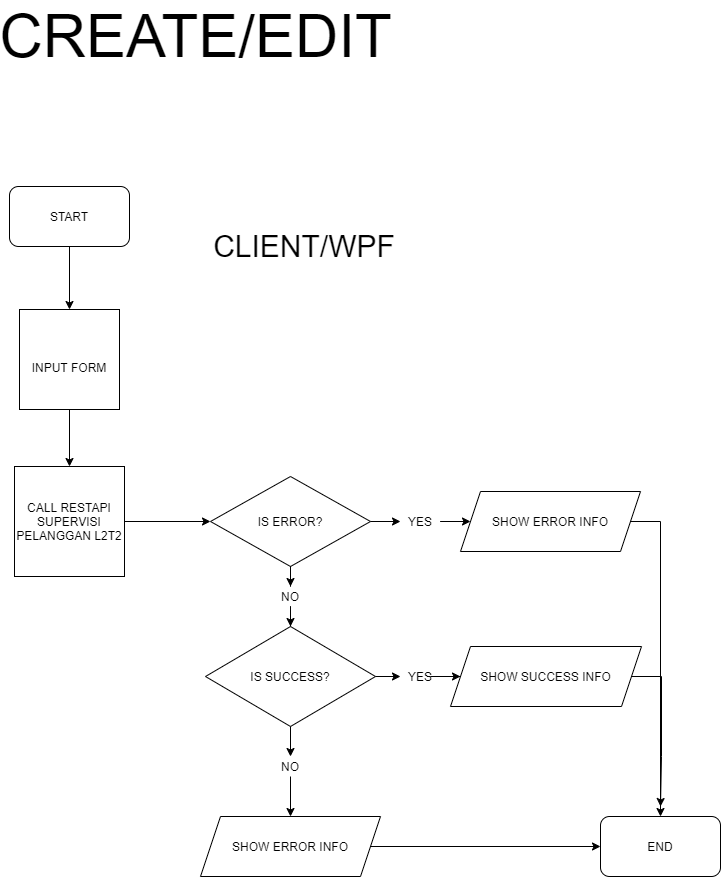 CREATE/EDIT
START
CLIENT/WPF
INPUT FORM
CALL RESTAPI
SUPERVISI
PELANGGAN L2T2
IS ERROR?
YES
SHOW ERROR INFO
NO
IS SUCCESS?
YES
SHOW SUCCESS INFO
NO
SHOW ERROR INFO
END